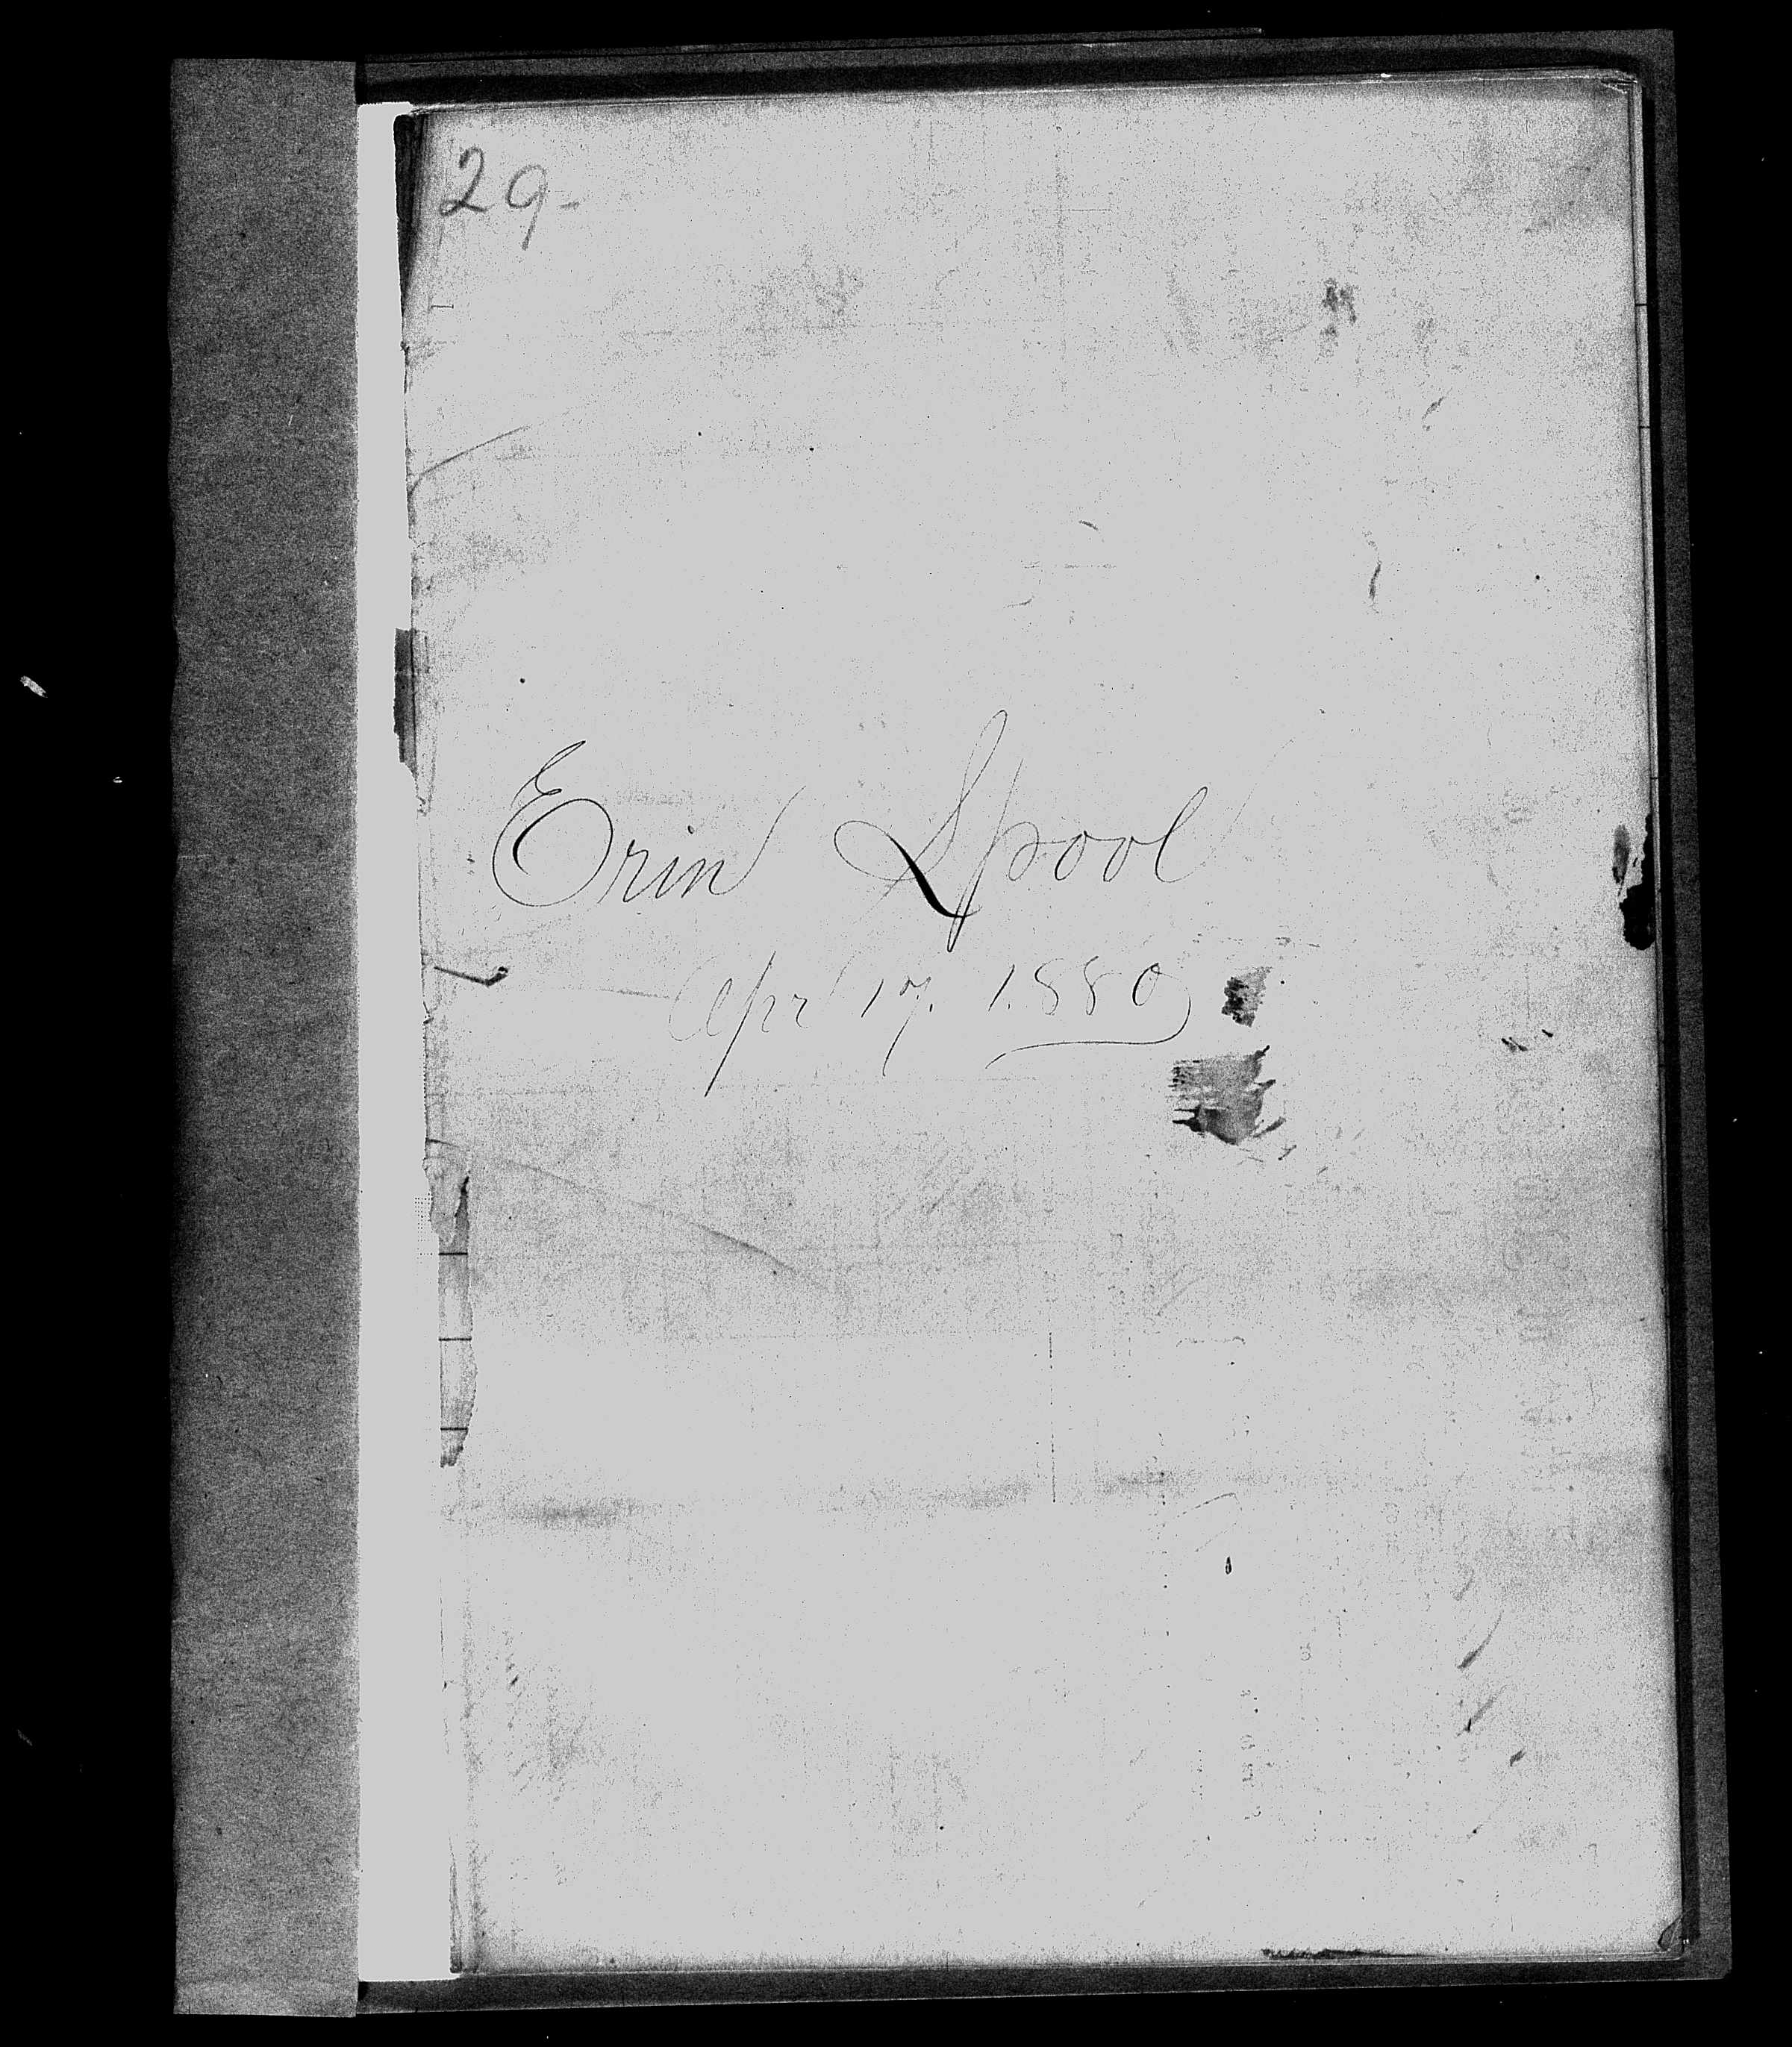 29-
Erin Spool
Apr 17. 1880